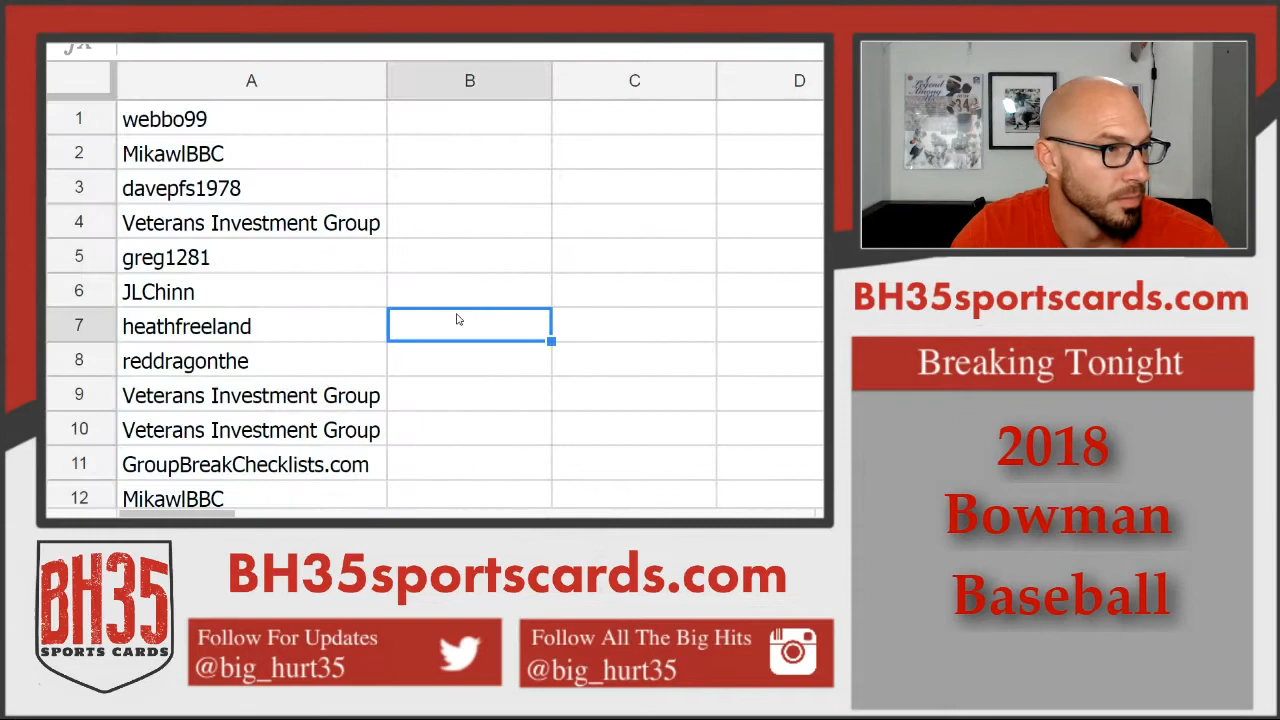 A B C D
1 webbo99
2 MikawlBBC
3 davepfs1978
4 Veterans Investment Group
5 greg1281
6 JLChinn
7 heathfreeland
8 reddragonthe
9 Veterans Investment Group
10 Veterans Investment Group
11 GroupBreakChecklists.com
12 MikawlBBC
34
BH35sportscards.com
Breaking Tonight
2018
Bowman
Baseball
BH35
SPORTS CARDS
BH35sportscards.com
Follow For Updates
@big_hurt35
Follow All The Big Hits
@big_hurt35